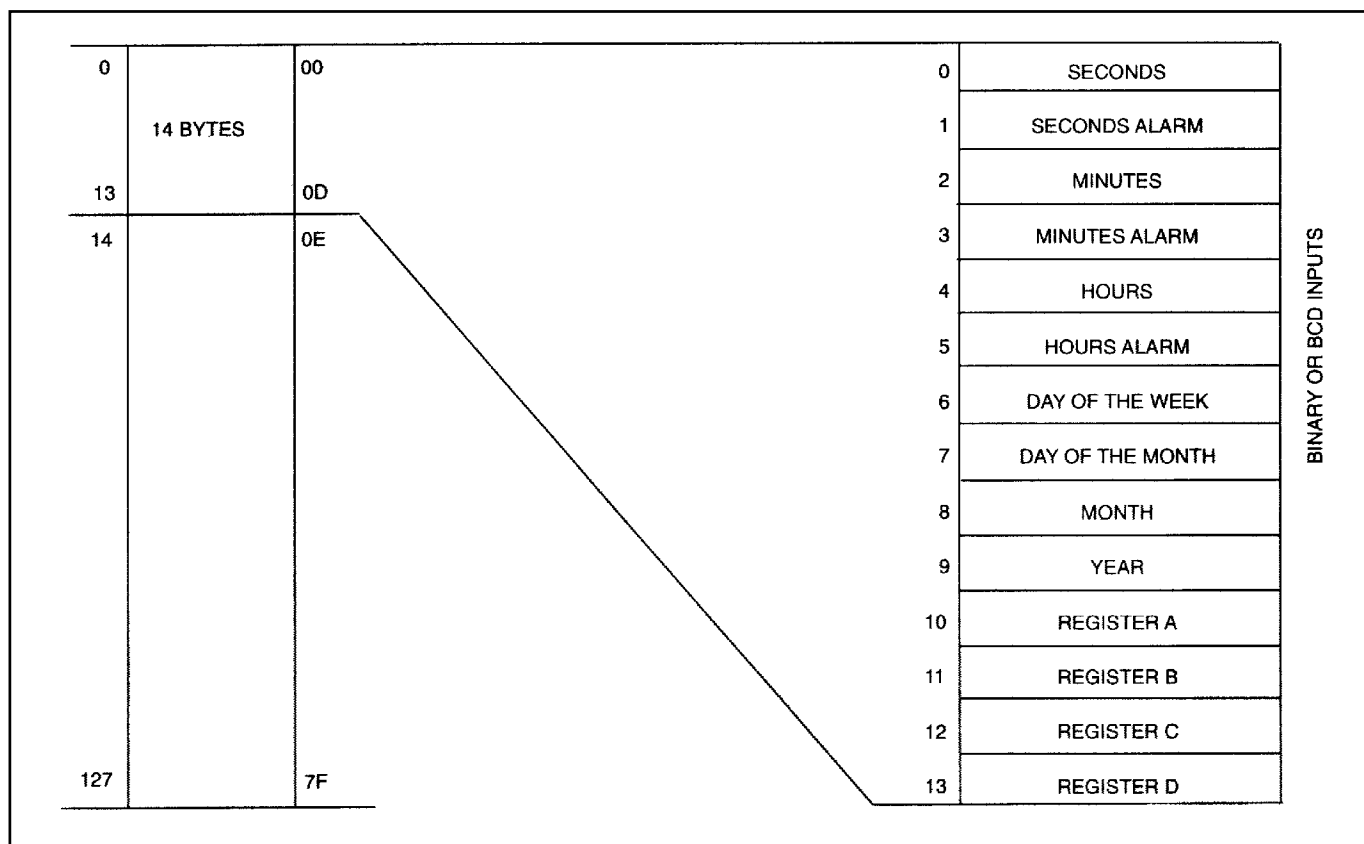 0 00
14 BYTES
13 0D
14 0E
127 7F
0 SECONDS
1 SECONDS ALARM
2 MINUTES
3 MINUTES ALARM
4 HOURS
5 HOURS ALARM
6 DAY OF THE WEEK
7 DAY OF THE MONTH
8 MONTH
9 YEAR
10 REGISTER A
11 REGISTER B
12 REGISTER C
13 REGISTER D
BINARY OR BCD INPUTS